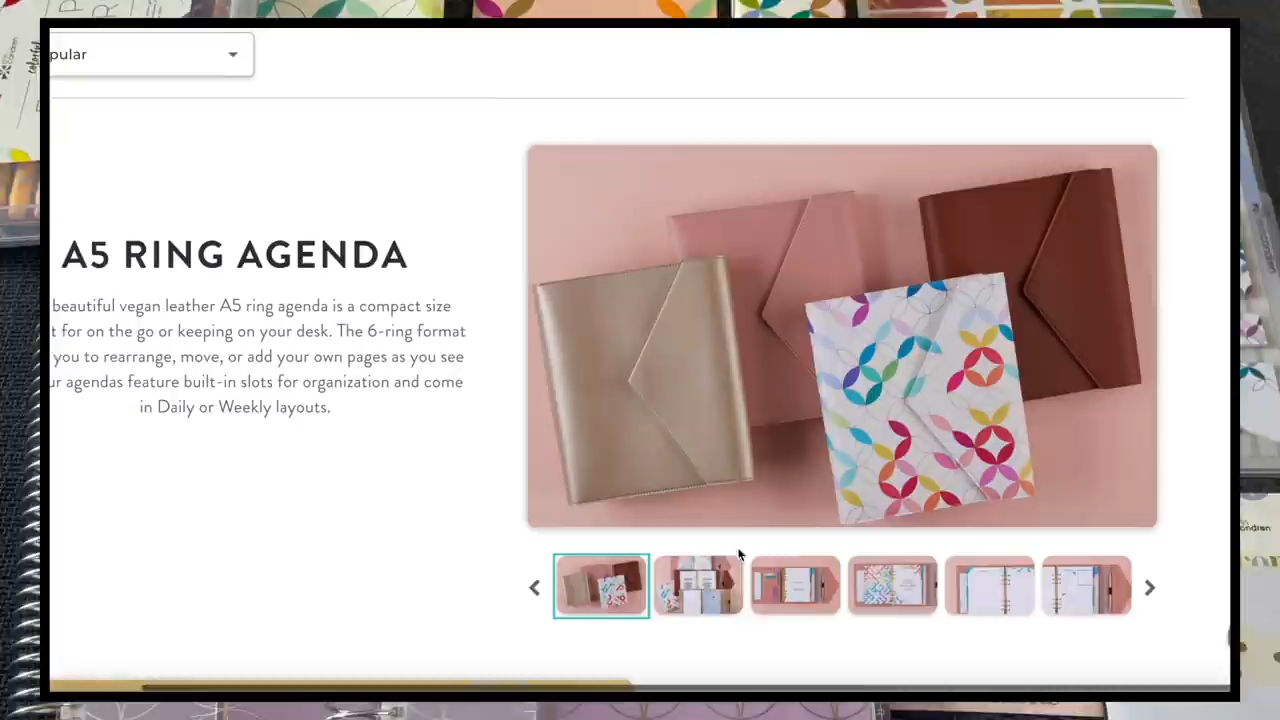 pular
A5 RING AGENDA
beautiful vegan leather A5 ring agenda is a compact size
t for on the go or keeping on your desk. The 6-ring format
you to rearrange, move, or add your own pages as you see
ur agendas feature built-in slots for organization and come
in Daily or Weekly layouts.
colorful
condren